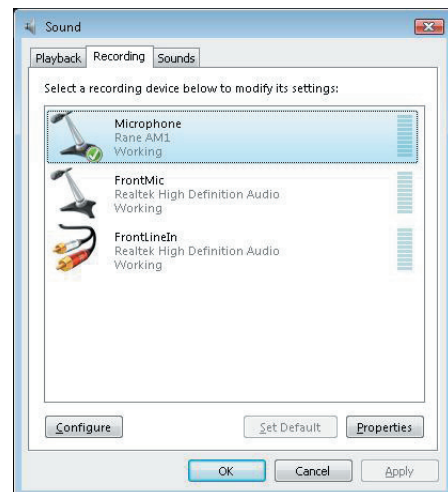 Sound
Playback Recording Sounds
Select a recording device below to modify its settings:
Microphone
Rane AM1
Working
FrontMic
Realtek High Definition Audio
Working
FrontLineIn
Realtek High Definition Audio
Working
Configure Set Default Properties
OK Cancel Apply